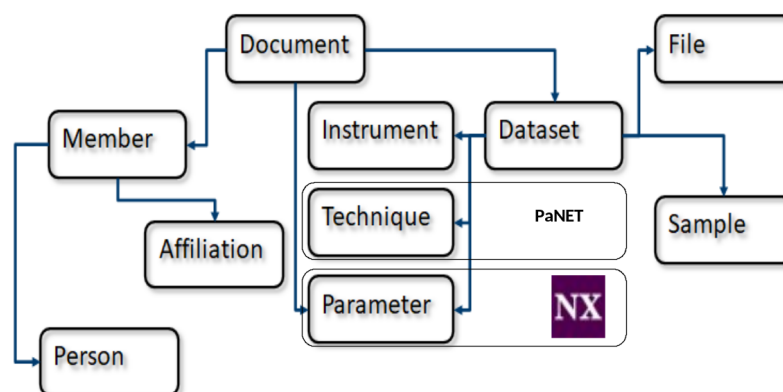 Document
File
Member
Instrument
Dataset
Technique
PaNET
Sample
Affiliation
Parameter
NX
Person